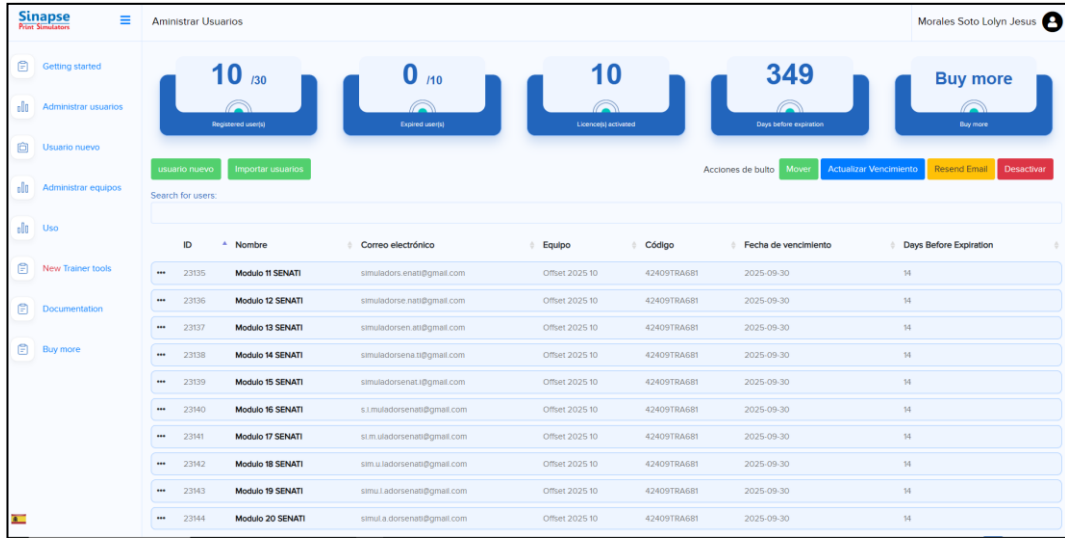 Sinapse
Print Simulators
Aministrar Usuarios
Morales Soto Lolyn Jesus
Getting started
Administrar usuarios
Usuario nuevo
Administrar equipos
Uso
New Trainer tools
Documentation
Buy more
10 /30
Registered user(s)
0 /10
Expired user(s)
10
Licence(s) activated
349
Days before expiration
Buy more
Buy more
usuario nuevo Importar usuarios
Acciones de bulto Mover Actualizar Vencimiento Resend Email Desactivar
Search for users:
ID Nombre Correo electrónico Equipo Código Fecha de vencimiento Days Before Expiration
23135 Modulo 11 SENATI simuladors.enati@gmail.com Offset 2025 10 42409TRA681 2025-09-30 14
23136 Modulo 12 SENATI simuladorse.nati@gmail.com Offset 2025 10 42409TRA681 2025-09-30 14
23137 Modulo 13 SENATI simuladorsen.ati@gmail.com Offset 2025 10 42409TRA681 2025-09-30 14
23138 Modulo 14 SENATI simuladorsena.ti@gmail.com Offset 2025 10 42409TRA681 2025-09-30 14
23139 Modulo 15 SENATI simuladorsenat.i@gmail.com Offset 2025 10 42409TRA681 2025-09-30 14
23140 Modulo 16 SENATI s.i.muladorsenati@gmail.com Offset 2025 10 42409TRA681 2025-09-30 14
23141 Modulo 17 SENATI si.m.uladorsenati@gmail.com Offset 2025 10 42409TRA681 2025-09-30 14
23142 Modulo 18 SENATI sim.u.ladorsenati@gmail.com Offset 2025 10 42409TRA681 2025-09-30 14
23143 Modulo 19 SENATI simu.l.adorsenati@gmail.com Offset 2025 10 42409TRA681 2025-09-30 14
23144 Modulo 20 SENATI simul.a.dorsenati@gmail.com Offset 2025 10 42409TRA681 2025-09-30 14